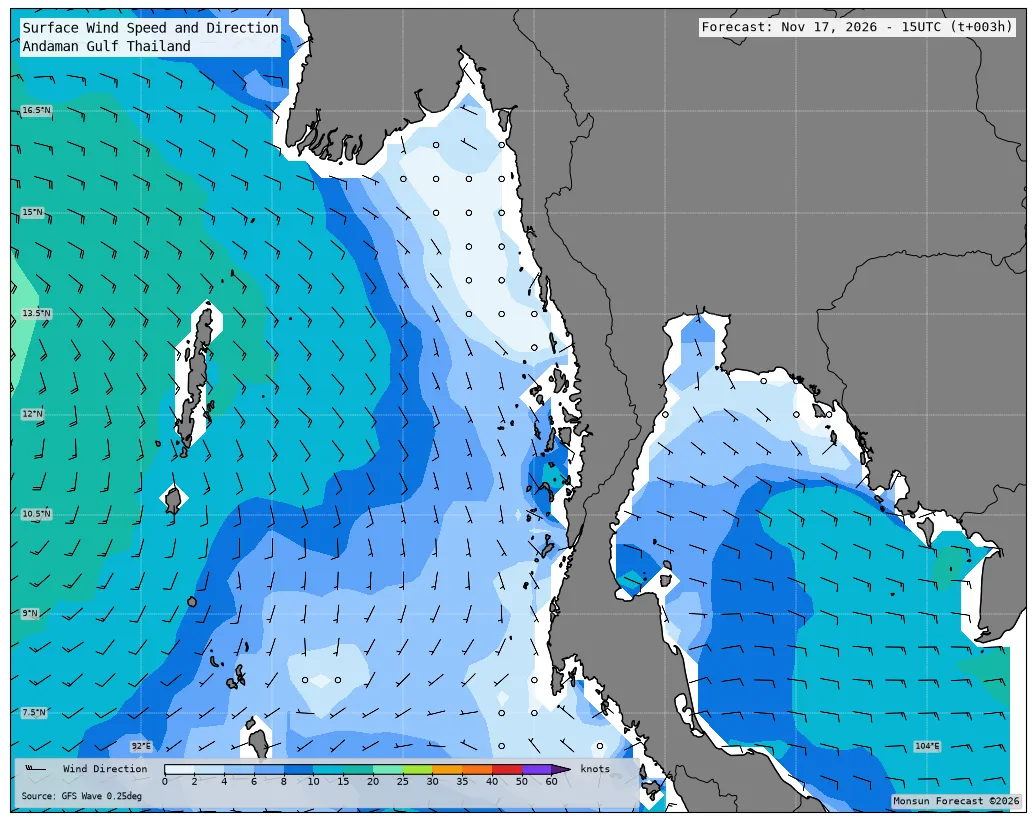 Surface Wind Speed and Direction
Andaman Gulf Thailand
Forecast: Nov 17, 2026 - 15UTC (t+003h)
16.5°N
15°N
13.5°N
12°N
10.5°N
9°N
7.5°N
92°E
104°E
Wind Direction
0 2 4 6 8 10 15 20 25 30 35 40 50 60
knots
Source: GFS Wave 0.25deg
Monsun Forecast ©2026